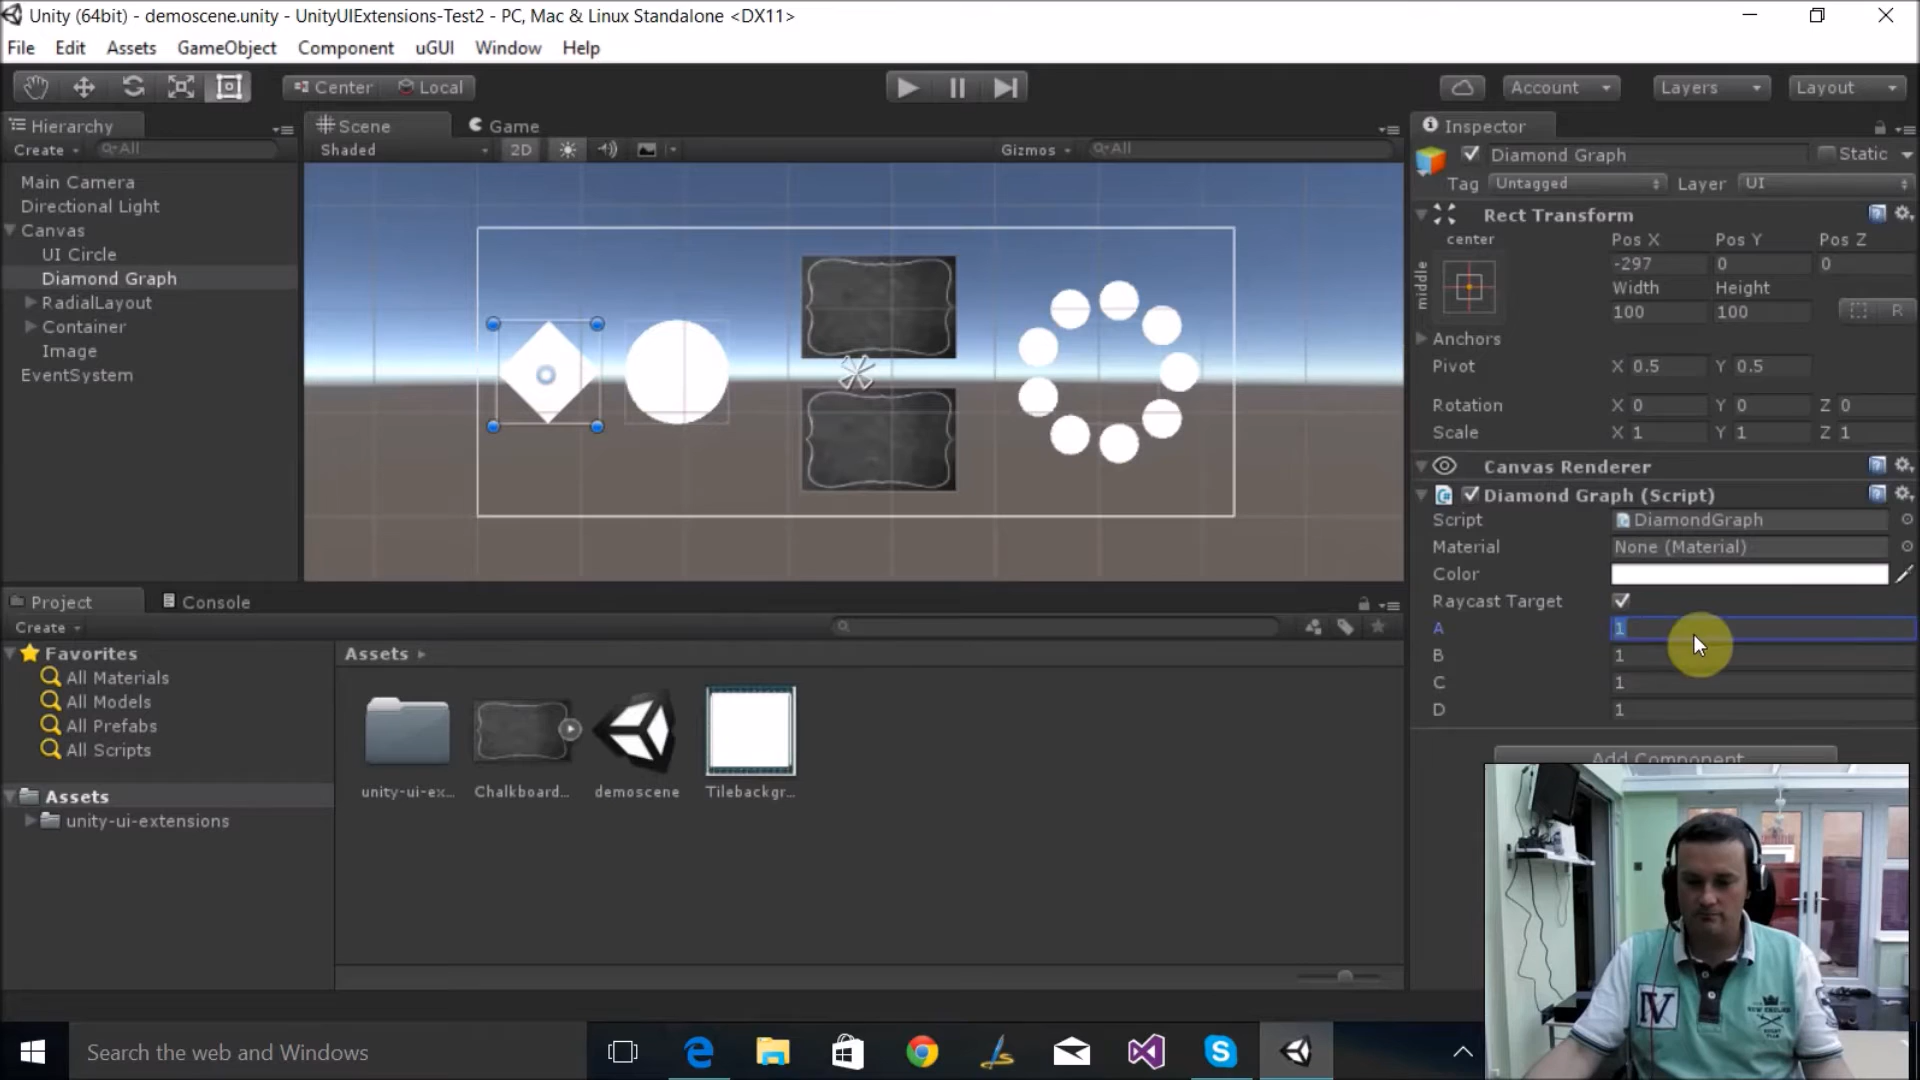 Unity (64bit) - demoscene.unity - UnityUIExtensions-Test2 - PC, Mac & Linux Standalone <DX11>
File Edit Assets GameObject Component uGUI Window Help
Center Local Account Layers Layout
Hierarchy
Create All
Main Camera
Directional Light
Canvas
UI Circle
Diamond Graph
RadialLayout
Container
Image
EventSystem
Scene Game
Shaded 2D Gizmos All
Inspector
Diamond Graph Static
Tag Untagged Layer UI
Rect Transform
center Pos X Pos Y Pos Z
middle -297 0 0
Width Height
100 100 R
Anchors
Pivot X 0.5 Y 0.5
Rotation X 0 Y 0 Z 0
Scale X 1 Y 1 Z 1
Canvas Renderer
Diamond Graph (Script)
Script DiamondGraph
Material None (Material)
Color
Raycast Target
A 1
B 1
C 1
D 1
Add Component
Project Console
Create
Favorites
All Materials
All Models
All Prefabs
All Scripts
Assets
unity-ui-extensions
Assets
unity-ui-ex... Chalkboard... demoscene Tilebackgr...
IV
Search the web and Windows